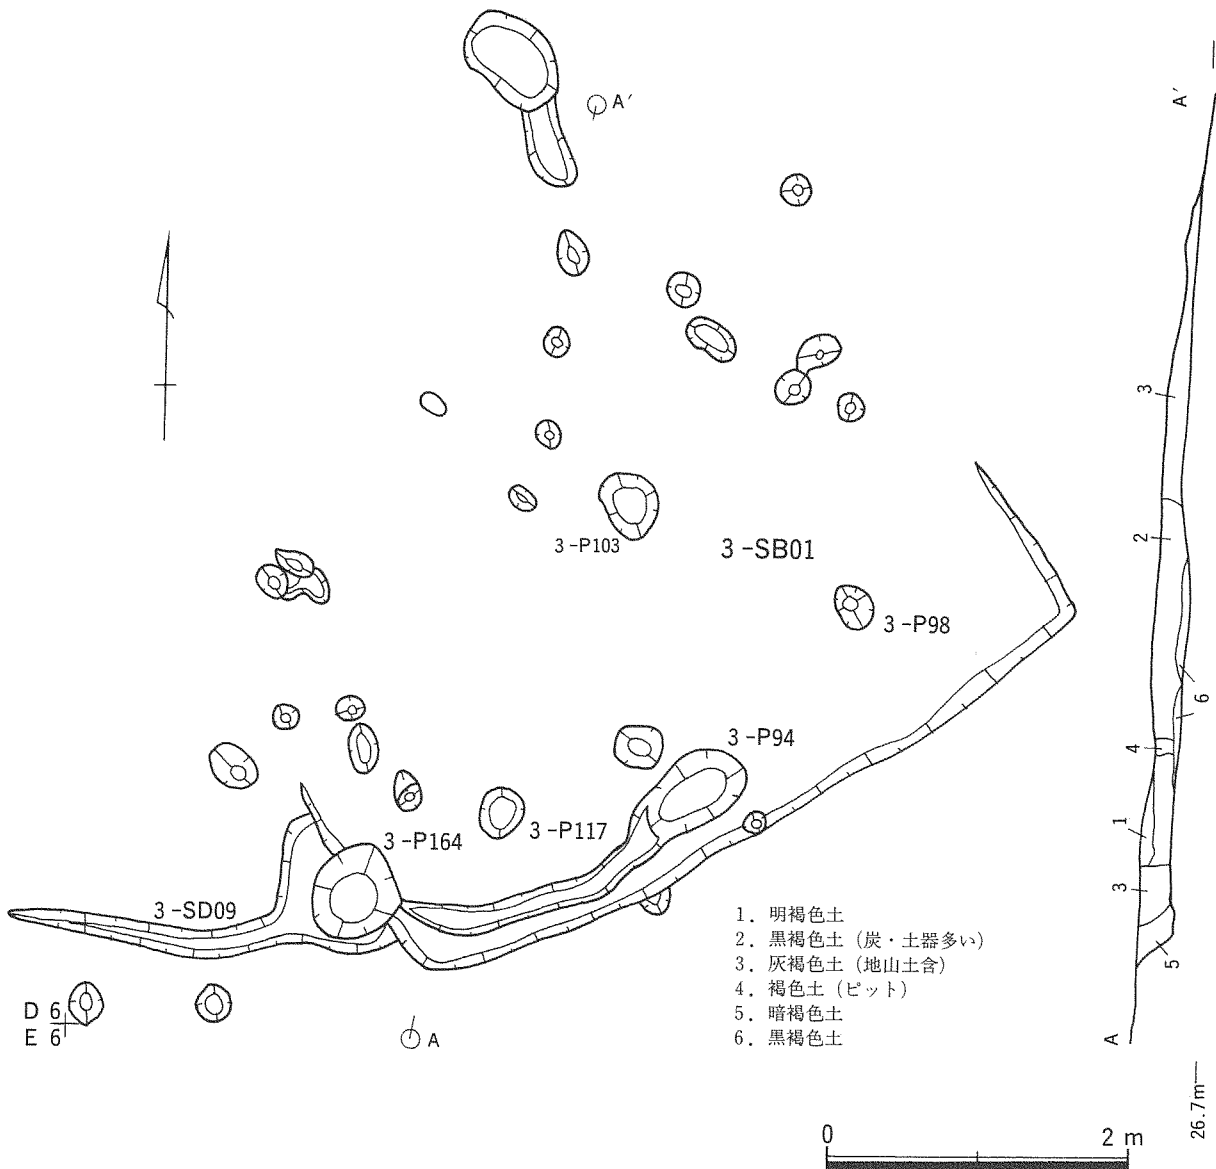 A′
A′
3
3-P103
3-SB01
2
3-P98
6
3-P94
4
3-P164
3-P117
1
3-SD09
3
1. 明褐色土
2. 黒褐色土（炭・土器多い）
3. 灰褐色土（地山土含）
4. 褐色土（ピット）
5. 暗褐色土
6. 黒褐色土
5
D 6
E 6
A
A
26.7m
0 2 m